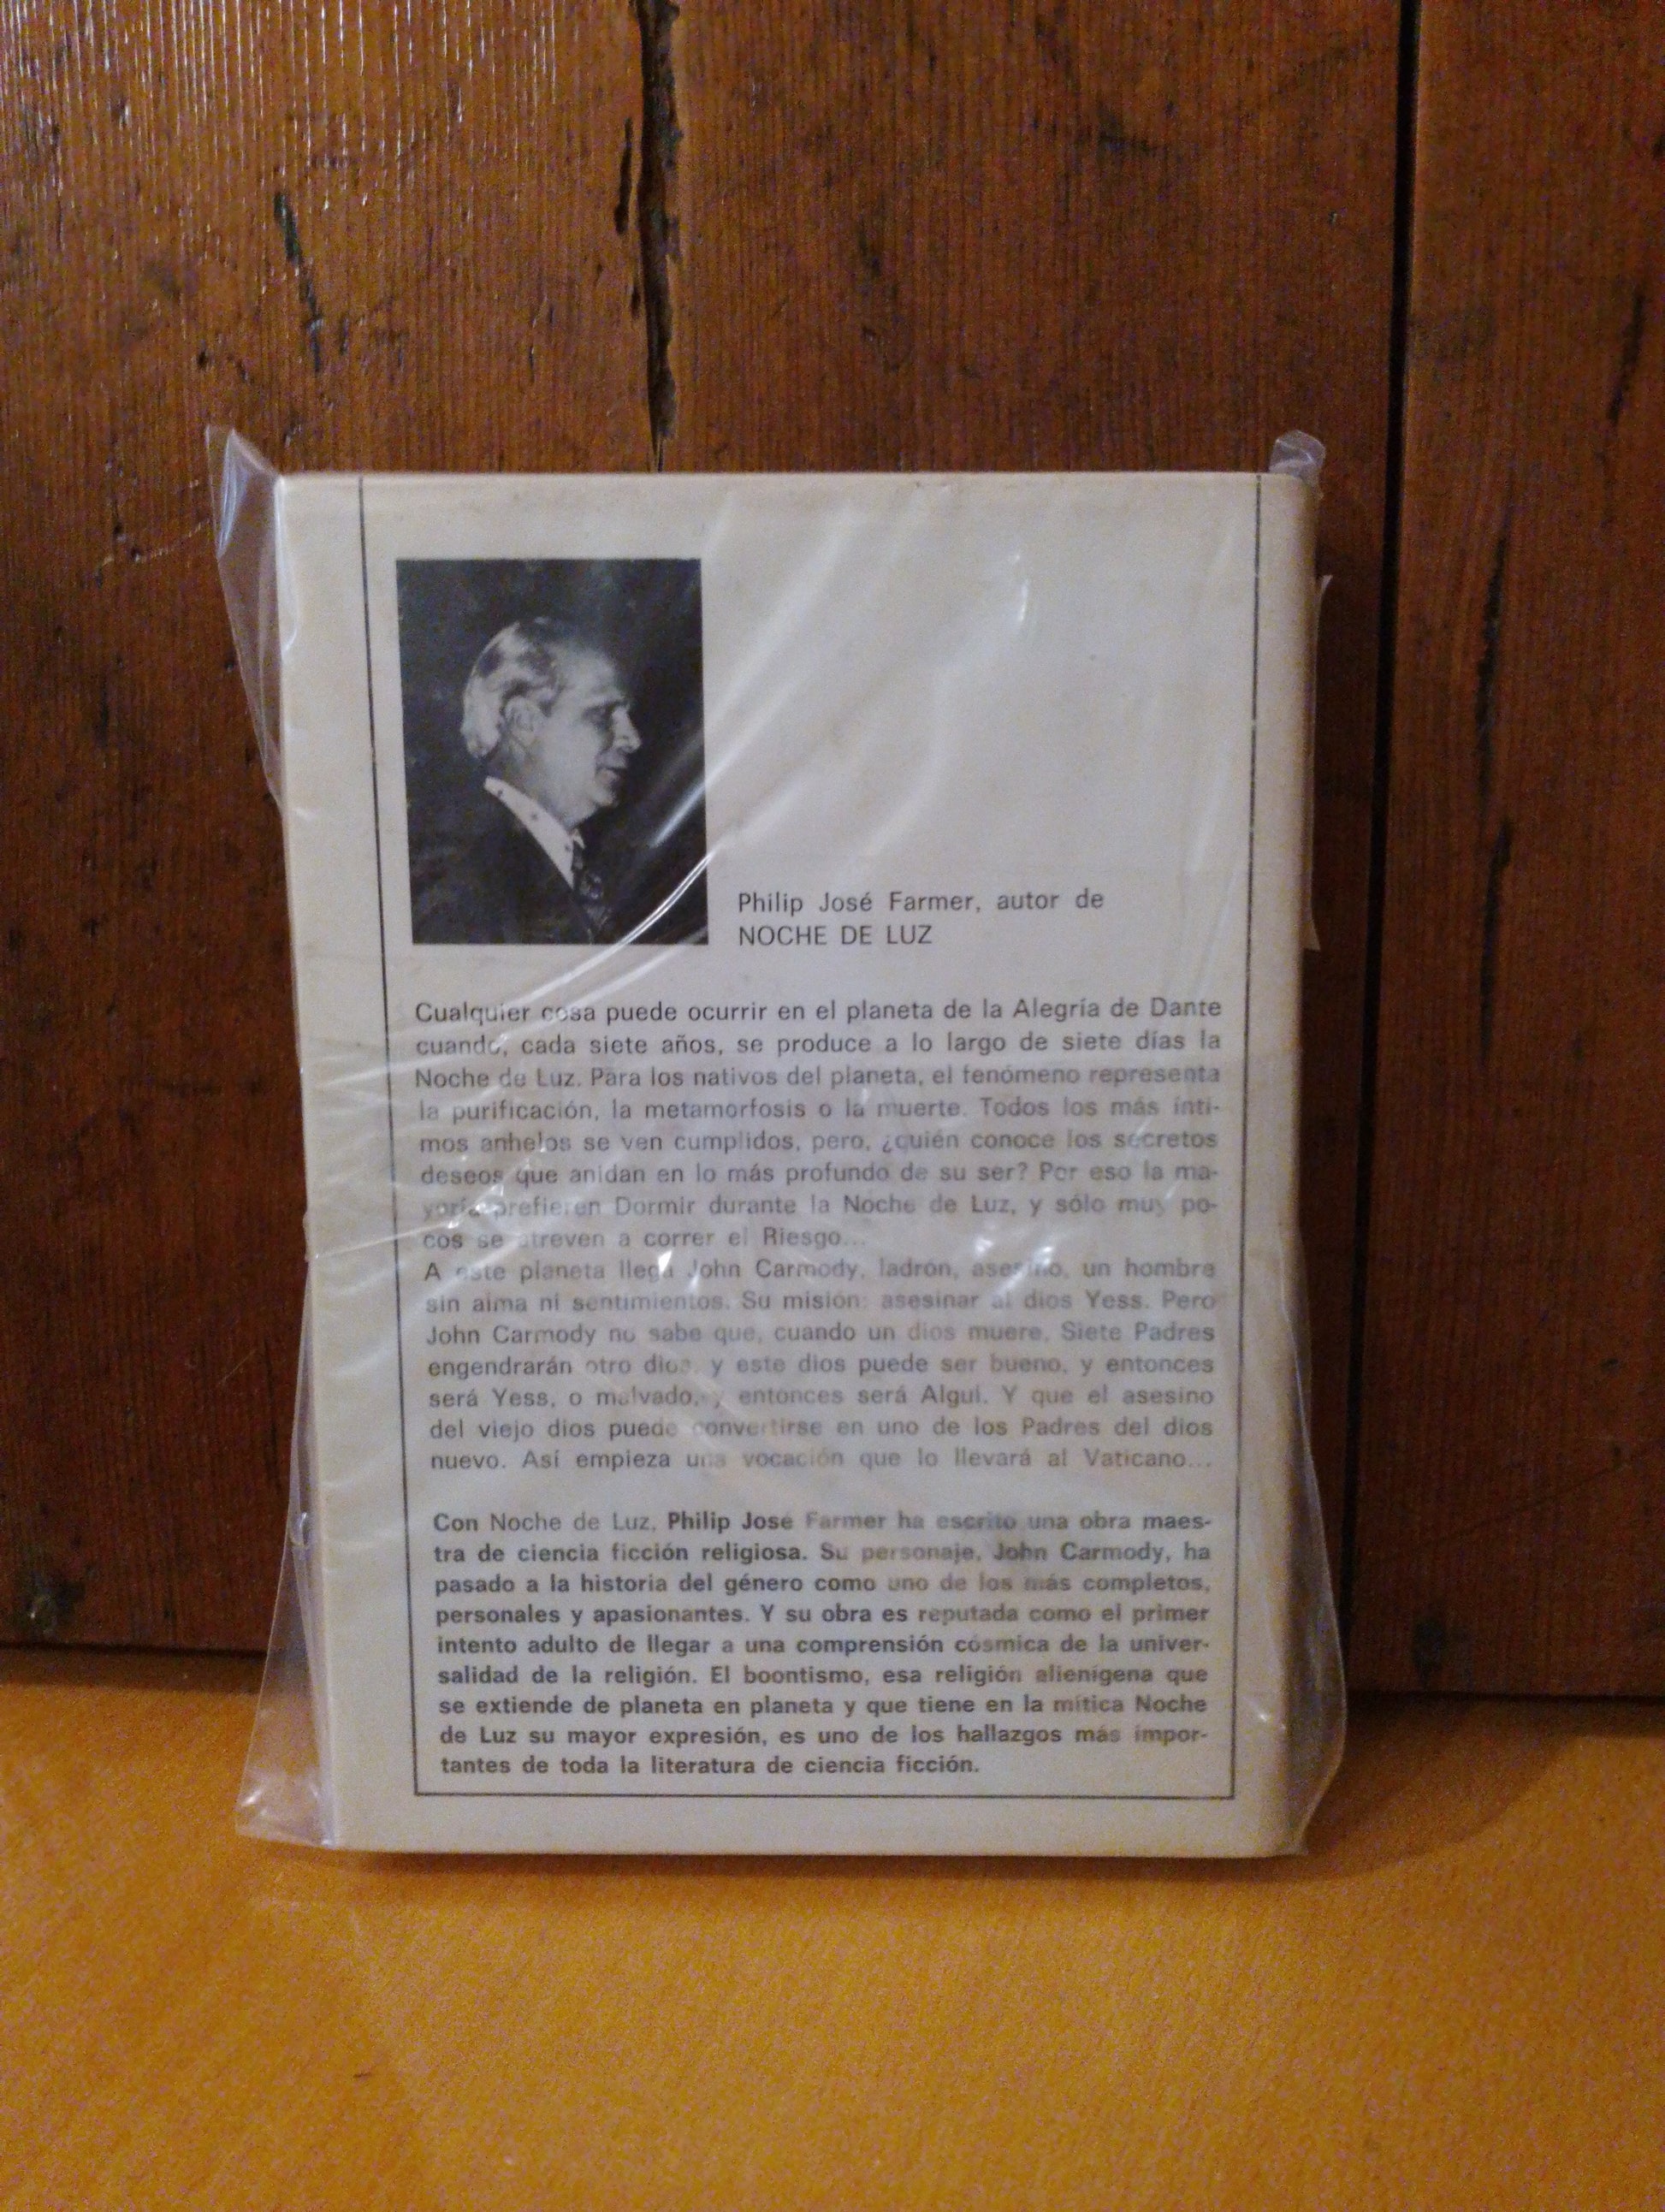 Philip José Farmer, autor de
NOCHE DE LUZ
Cualquier cosa puede ocurrir en el planeta de la Alegría de Dante
cuando, cada siete años, se produce a lo largo de siete días la
Noche de Luz. Para los nativos del planeta, el fenómeno representa
la purificación, la metamorfosis o la muerte. Todos los más ínti-
mos anhelos se ven cumplidos, pero, ¿quién conoce los secretos
deseos que anidan en lo más profundo de su ser? Por eso la ma-
yoría prefieren Dormir durante la Noche de Luz, y sólo muy po-
cos se atreven a correr el Riesgo...
A este planeta llega John Carmody, ladrón, asesino, un hombre
sin alma ni sentimientos. Su misión: asesinar al dios Yess. Pero
John Carmody no sabe que, cuando un dios muere, Siete Padres
engendrarán otro dios, y este dios puede ser bueno, y entonces
será Yess, o malvado, y entonces será Algul. Y que el asesino
del viejo dios puede convertirse en uno de los Padres del dios
nuevo. Así empieza una vocación que lo llevará al Vaticano...
Con Noche de Luz, Philip José Farmer ha escrito una obra maes-
tra de ciencia ficción religiosa. Su personaje, John Carmody, ha
pasado a la historia del género como uno de los más completos,
personales y apasionantes. Y su obra es reputada como el primer
intento adulto de llegar a una comprensión cósmica de la univer-
salidad de la religión. El boontismo, esa religión alienígena que
se extiende de planeta en planeta y que tiene en la mítica Noche
de Luz su mayor expresión, es uno de los hallazgos más impor-
tantes de toda la literatura de ciencia ficción.